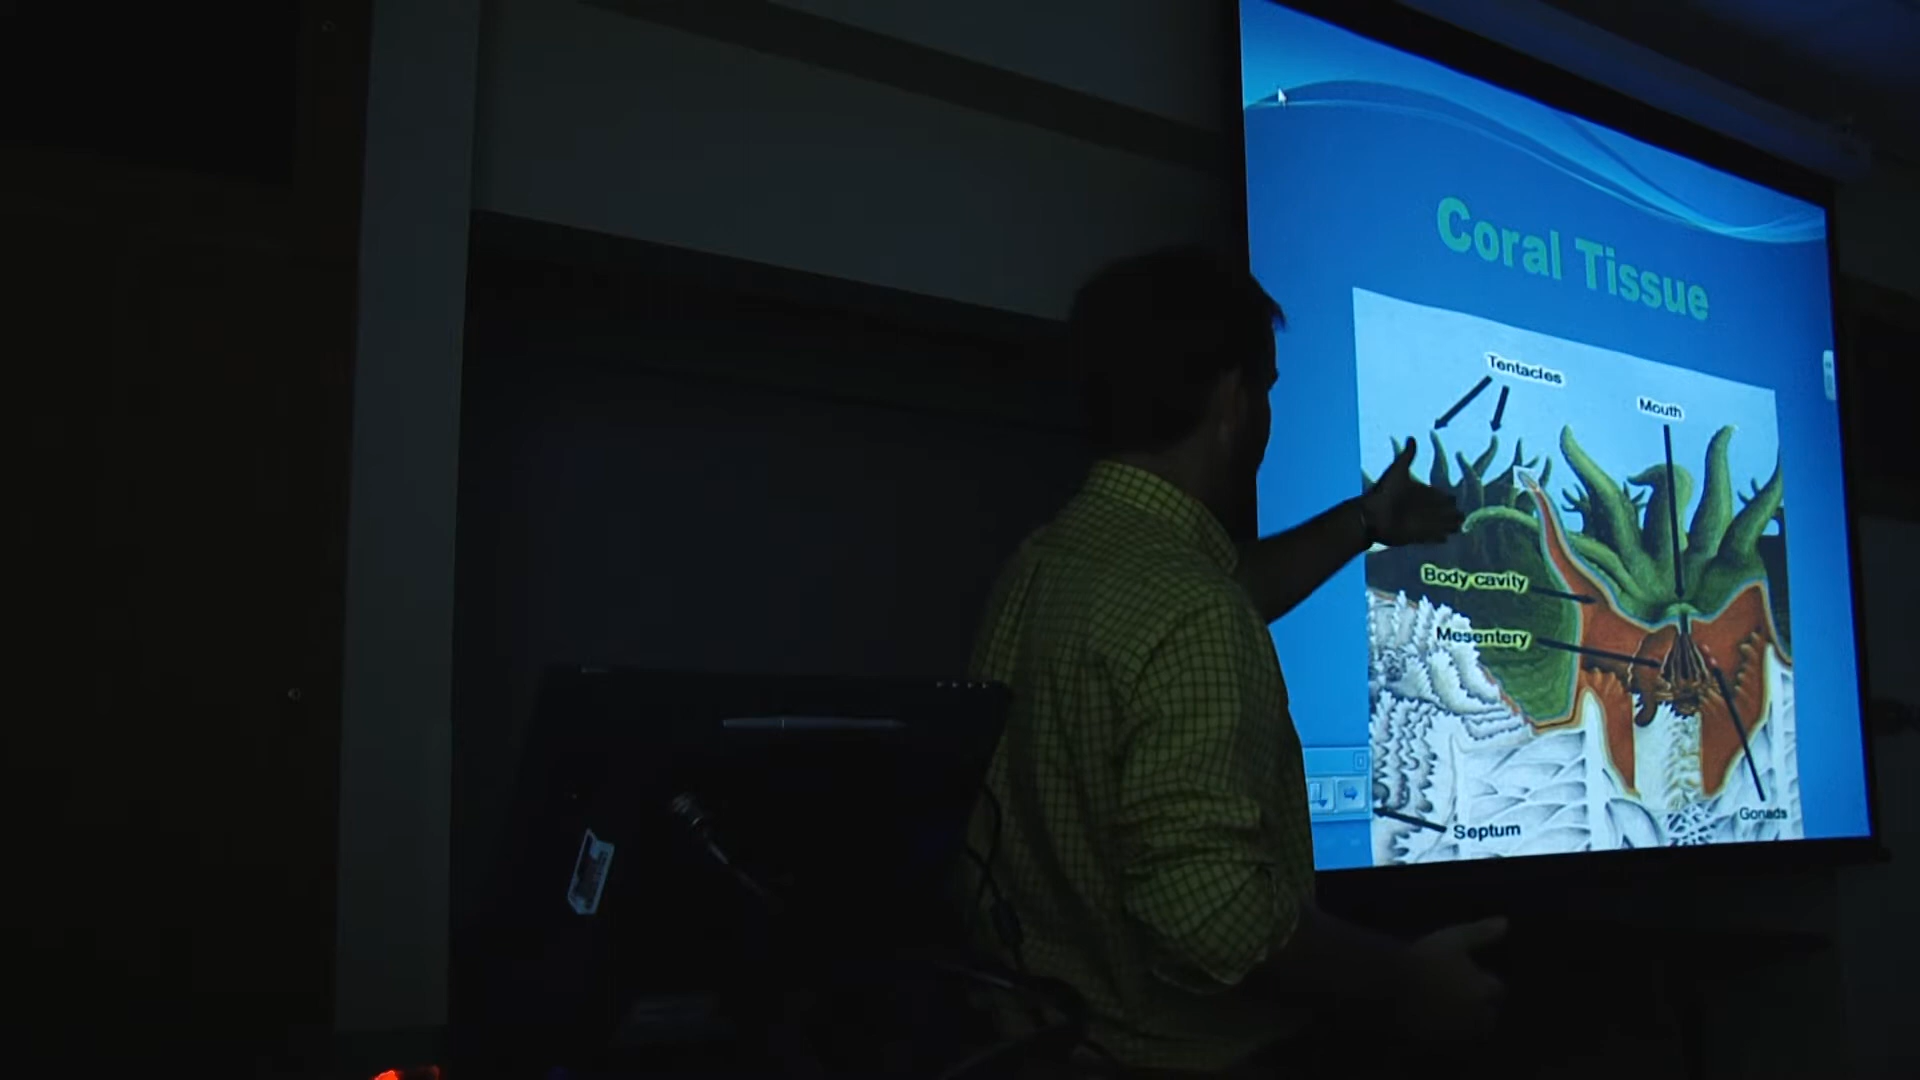 Coral Tissue
Tentacles
Mouth
Body cavity
Mesentery
Gonads
Septum